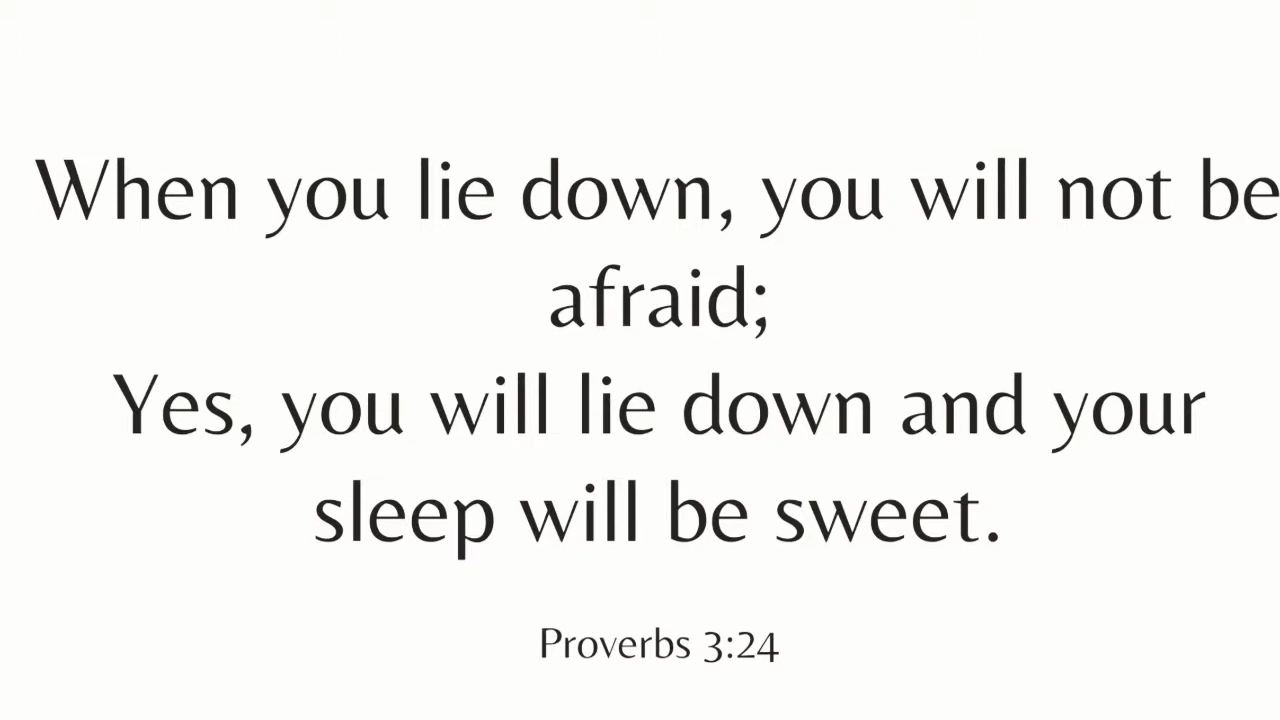 When you lie down, you will not be
afraid;
Yes, you will lie down and your
sleep will be sweet.
Proverbs 3:24